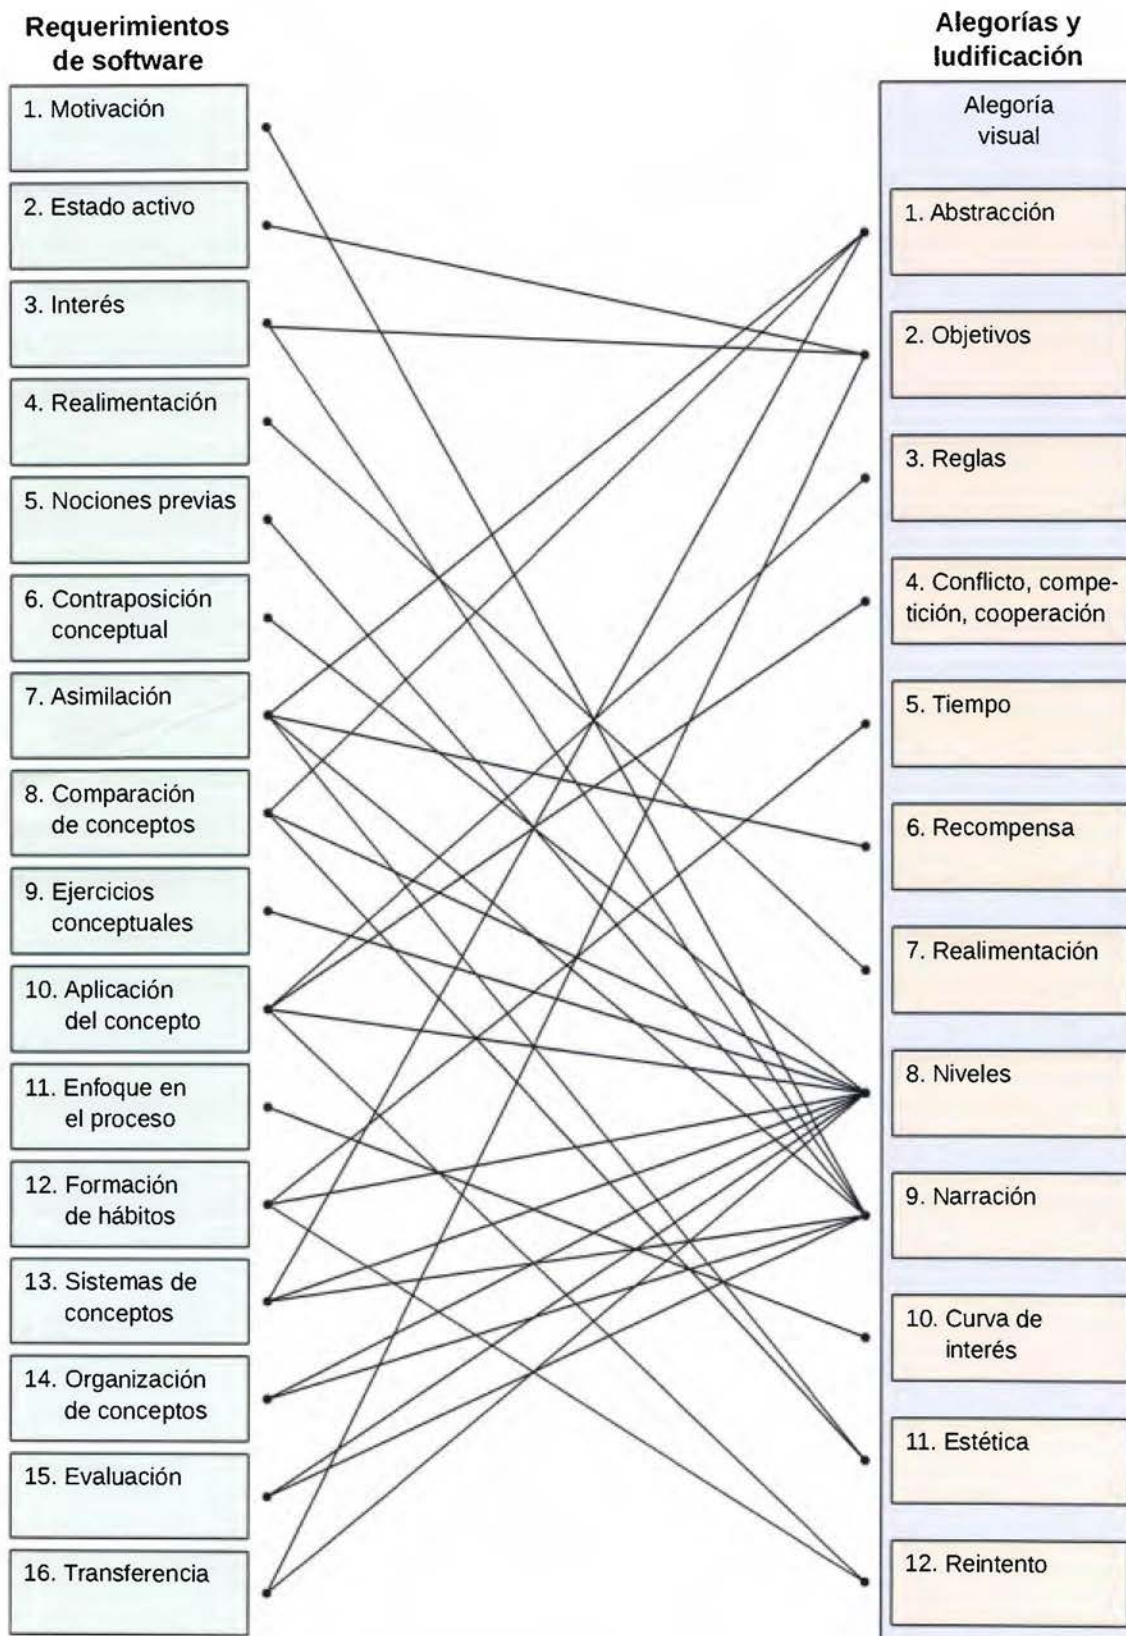 Requerimientos
de software
1. Motivación
2. Estado activo
3. Interés
4. Realimentación
5. Nociones previas
6. Contraposición
conceptual
7. Asimilación
8. Comparación
de conceptos
9. Ejercicios
conceptuales
10. Aplicación
del concepto
11. Enfoque en
el proceso
12. Formación
de hábitos
13. Sistemas de
conceptos
14. Organización
de conceptos
15. Evaluación
16. Transferencia
Alegorías y
ludificación
Alegoría
visual
1. Abstracción
2. Objetivos
3. Reglas
4. Conflicto, compe-
tición, cooperación
5. Tiempo
6. Recompensa
7. Realimentación
8. Niveles
9. Narración
10. Curva de
interés
11. Estética
12. Reintento